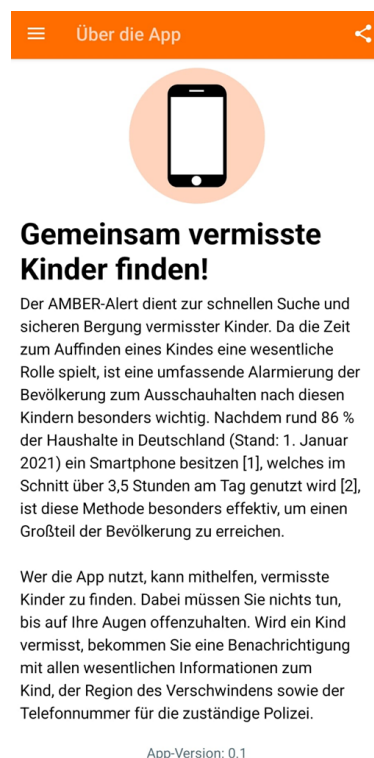 Über die App
Gemeinsam vermisste
Kinder finden!
Der AMBER-Alert dient zur schnellen Suche und
sicheren Bergung vermisster Kinder. Da die Zeit
zum Auffinden eines Kindes eine wesentliche
Rolle spielt, ist eine umfassende Alarmierung der
Bevölkerung zum Ausschauhalten nach diesen
Kindern besonders wichtig. Nachdem rund 86 %
der Haushalte in Deutschland (Stand: 1. Januar
2021) ein Smartphone besitzen [1], welches im
Schnitt über 3,5 Stunden am Tag genutzt wird [2],
ist diese Methode besonders effektiv, um einen
Großteil der Bevölkerung zu erreichen.
Wer die App nutzt, kann mithelfen, vermisste
Kinder zu finden. Dabei müssen Sie nichts tun,
bis auf Ihre Augen offenzuhalten. Wird ein Kind
vermisst, bekommen Sie eine Benachrichtigung
mit allen wesentlichen Informationen zum
Kind, der Region des Verschwindens sowie der
Telefonnummer für die zuständige Polizei.
App-Version: 0.1